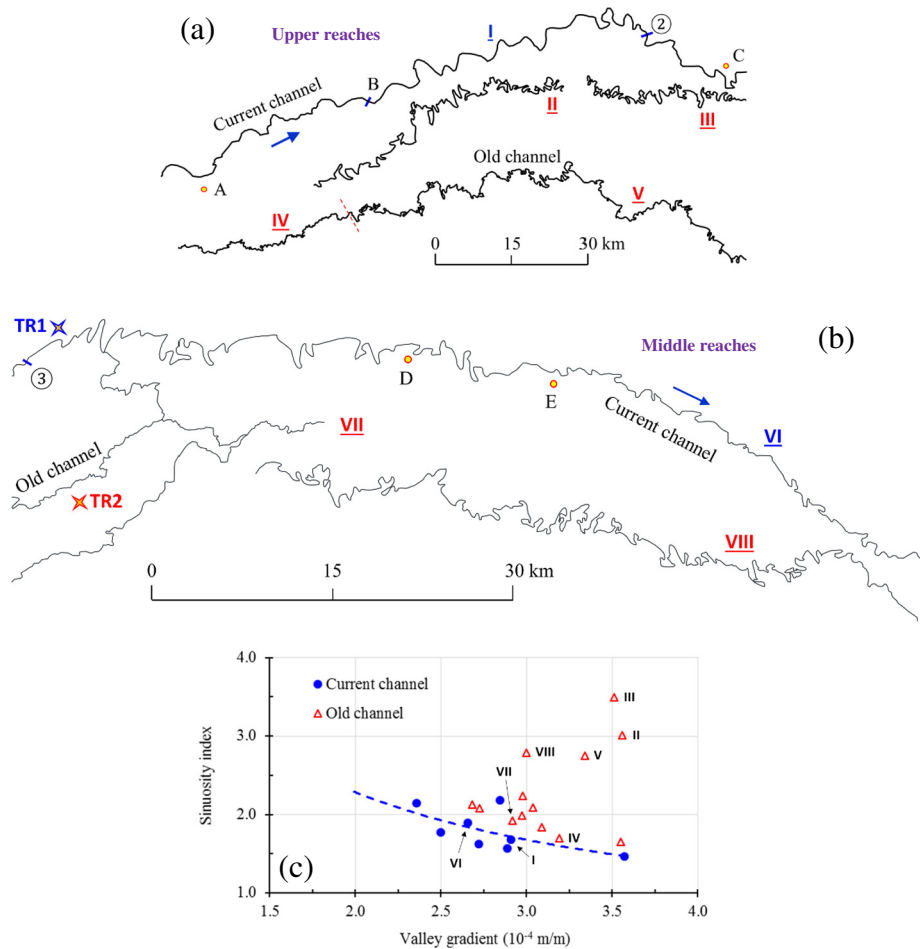 (a)
Upper reaches
I
②
C
B
Current channel
II
III
Old channel
A
IV
V
0 15 30 km
TR1
Middle reaches
(b)
③
D
E
Current channel
VI
VII
Old channel
TR2
VIII
0 15 30 km
4.0
Current channel
Old channel
III
3.0
II
VIII
V
VII
Sinuosity index
2.0
IV
VI
I
(c)
1.0
1.5 2.0 2.5 3.0 3.5 4.0
Valley gradient (10⁻⁴ m/m)